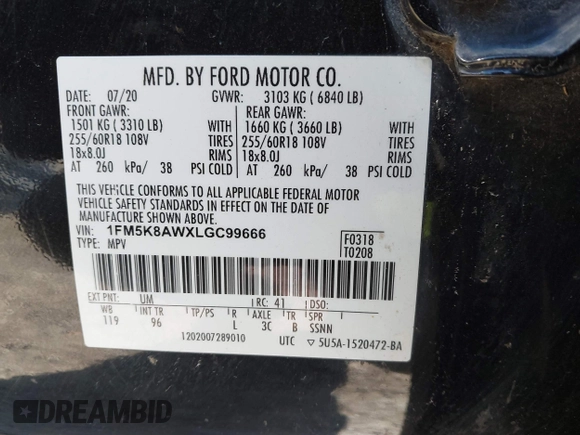 MFD. BY FORD MOTOR CO.
DATE: 07/20 GVWR: 3103 KG ( 6840 LB)
FRONT GAWR: REAR GAWR:
1501 KG ( 3310 LB) WITH 1660 KG ( 3660 LB) WITH
255/60R18 108V TIRES 255/60R18 108V TIRES
18x8.0J RIMS 18x8.0J RIMS
AT 260 kPa/ 38 PSI COLD AT 260 kPa/ 38 PSI COLD
THIS VEHICLE CONFORMS TO ALL APPLICABLE FEDERAL MOTOR
VEHICLE SAFETY STANDARDS IN EFFECT ON THE DATE OF
MANUFACTURE SHOWN ABOVE.
VIN: 1FM5K8AWXLGC99666
TYPE: MPV
F0318
T0208
EXT PNT: UM RC: 41 DSO:
WB INT TR TP/PS R AXLE TR SPR
119 96 L 3C B SSNN
1202007289010 UTC 5U5A-1520472-BA
DREAMBID